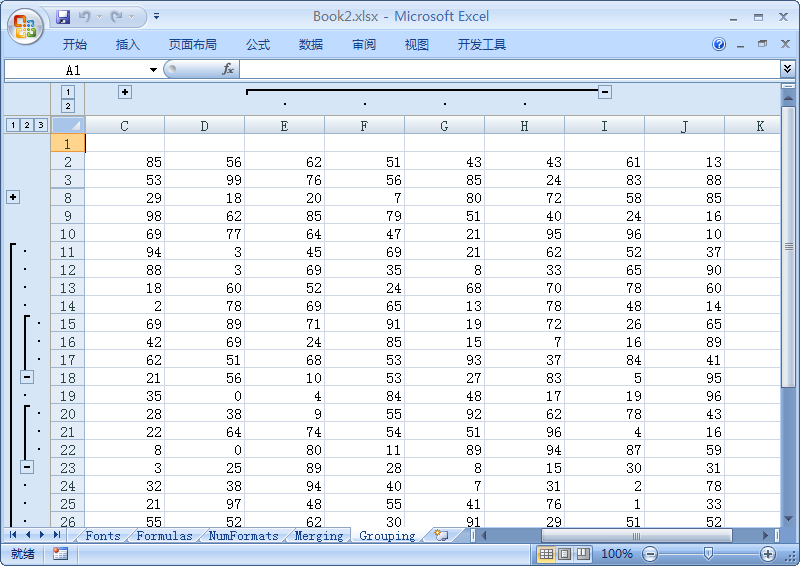 Book2.xlsx - Microsoft Excel
开始 插入 页面布局 公式 数据 审阅 视图 开发工具
A1 fx
1
2
1 2 3 C D E F G H I J K
1
2 85 56 62 51 43 43 61 13
3 53 99 76 56 85 24 83 88
8 29 18 20 7 80 72 58 85
9 98 62 85 79 51 40 24 16
10 69 77 64 47 21 95 96 10
11 94 3 45 69 21 62 52 37
12 88 3 69 35 8 33 65 90
13 18 60 52 24 68 70 78 60
14 2 78 69 65 13 78 48 14
15 69 89 71 91 19 72 26 65
16 42 69 24 85 15 7 16 89
17 62 51 68 53 93 37 84 41
18 21 56 10 53 27 83 5 95
19 35 0 4 84 48 17 19 96
20 28 38 9 55 92 62 78 43
21 22 64 74 54 51 96 4 16
22 8 0 80 11 89 94 87 59
23 3 25 89 28 8 15 30 31
24 32 38 94 40 7 31 2 78
25 21 97 48 55 41 76 1 33
26 55 52 62 30 91 29 51 52
Fonts Formulas NumFormats Merging Grouping
就绪 100%